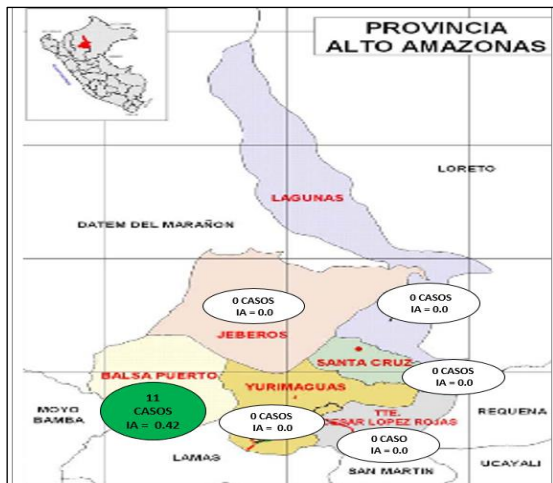 PROVINCIA
ALTO AMAZONAS
LORETO
LAGUNAS
DATEM DEL MARAÑON
0 CASOS
IA = 0.0
0 CASOS
IA = 0.0
JEBEROS
SANTA CRUZ
BALSA PUERTO
0 CASOS
IA = 0.0
YURIMAGUAS
11
CASOS
IA = 0.42
MOYO
BAMBA
0 CASOS
IA = 0.0
TTE.
ESAR LOPEZ ROJAS
REQUENA
0 CASO
IA = 0.0
LAMAS
SAN MARTIN
UCAYALI